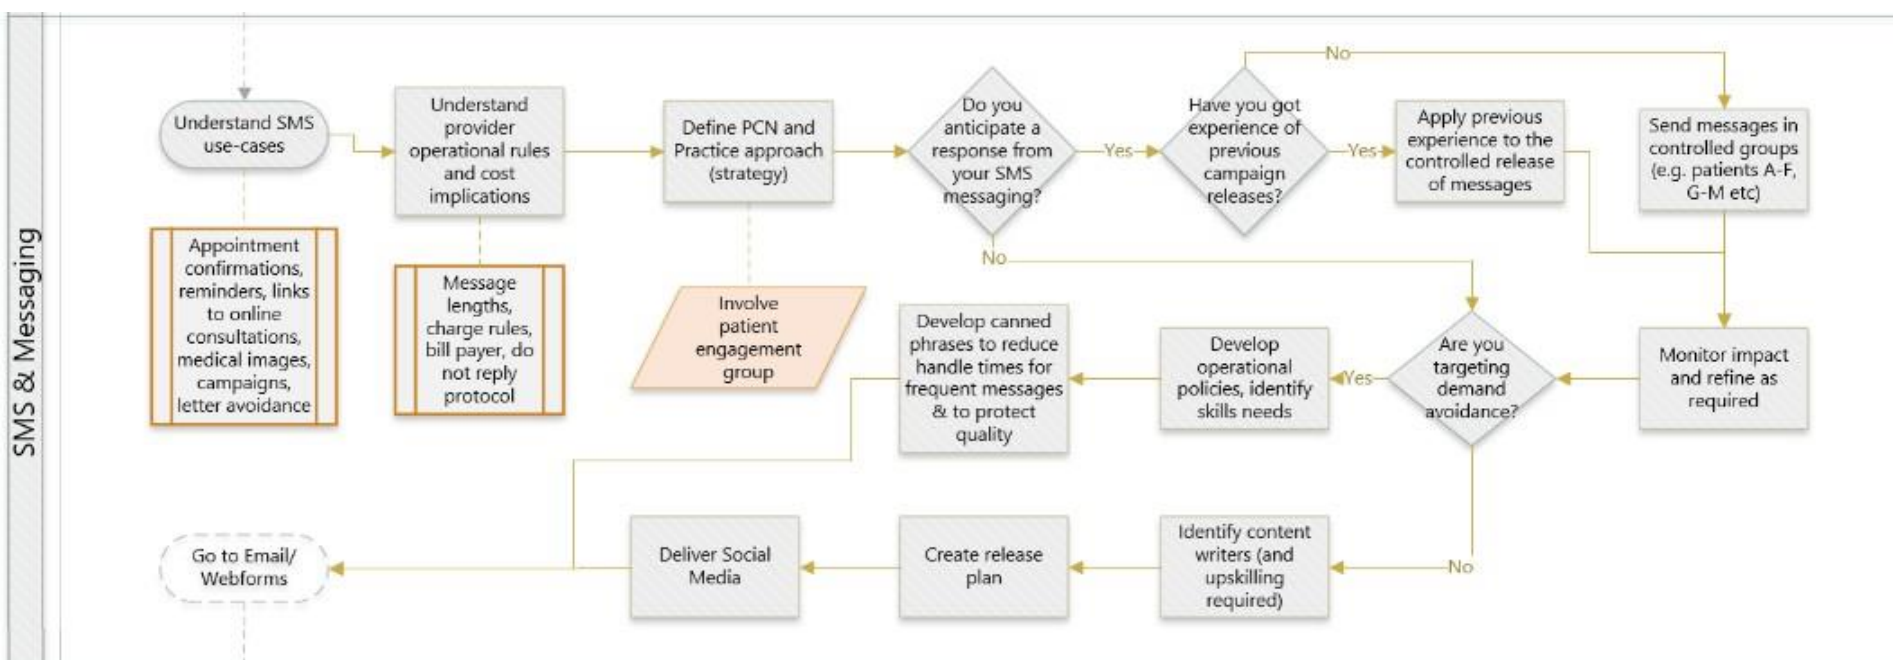 SMS & Messaging
Understand SMS
use-cases
Understand
provider
operational rules
and cost
implications
Define PCN and
Practice approach
(strategy)
Do you
anticipate a
response from
your SMS
messaging?
Yes
Have you got
experience of
previous
campaign
releases?
No
Yes
Apply previous
experience to the
controlled release
of messages
Send messages in
controlled groups
(e.g. patients A-F,
G-M etc)
Appointment
confirmations,
reminders, links
to online
consultations,
medical images,
campaigns,
letter avoidance
Message
lengths,
charge rules,
bill payer, do
not reply
protocol
Involve
patient
engagement
group
No
Develop canned
phrases to reduce
handle times for
frequent messages
& to protect
quality
Develop
operational
policies, identify
skills needs
Yes
Are you
targeting
demand
avoidance?
Monitor impact
and refine as
required
Go to Email/
Webforms
Deliver Social
Media
Create release
plan
Identify content
writers (and
upskilling
required)
No